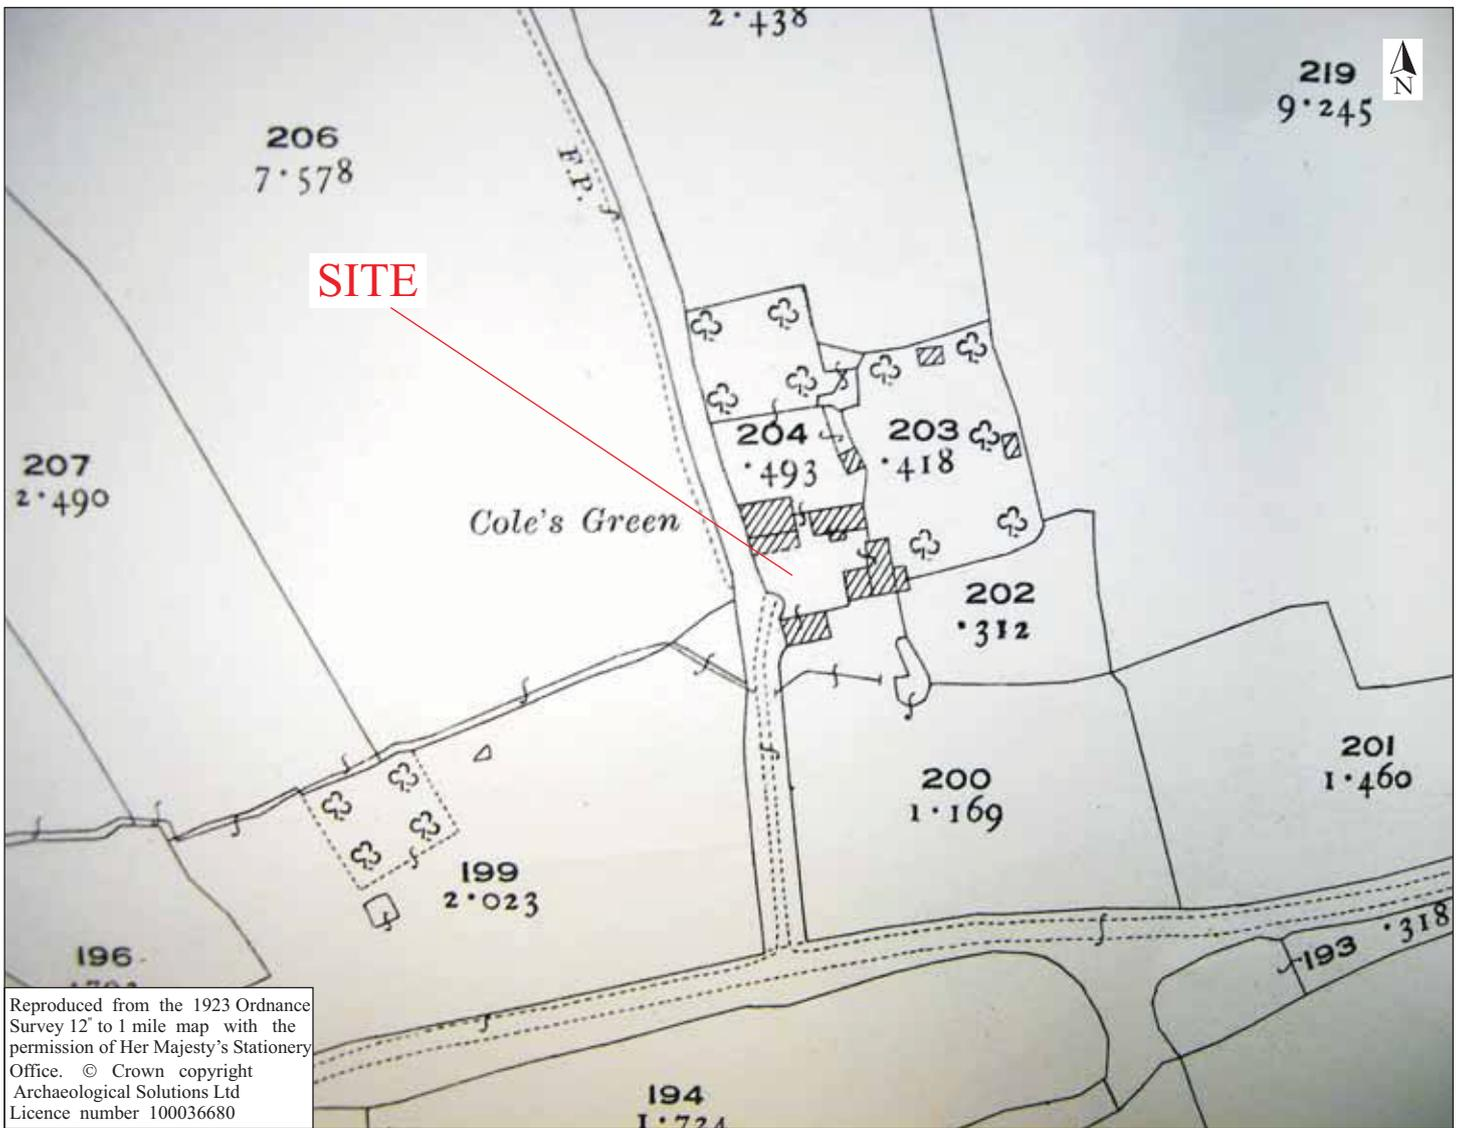 2·438
219
9·245
N
206
7·578
F.P.
SITE
204
·493
203
·418
207
2·490
Cole's Green
202
·312
201
1·460
200
1·169
199
2·023
196
193 ·318
194
1·724
Reproduced from the 1923 Ordnance
Survey 12" to 1 mile map with the
permission of Her Majesty's Stationery
Office. © Crown copyright
Archaeological Solutions Ltd
Licence number 100036680